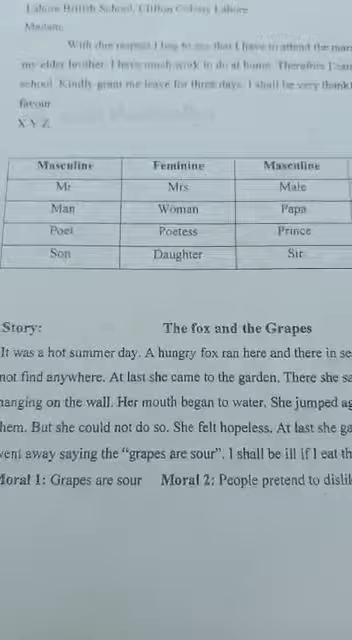 Lahore British School, Clifton Colony Lahore
Madam,
With due respect I beg to say that I have to attend the mar
my elder brother. I have much work to do at home. Therefore I can
school. Kindly grant me leave for three days. I shall be very thankf
favour
X Y Z
Masculine Feminine Masculine
Mr Mrs Male
Man Woman Papa
Poet Poetess Prince
Son Daughter Sir
Story: The fox and the Grapes
It was a hot summer day. A hungry fox ran here and there in se
not find anywhere. At last she came to the garden. There she sa
hanging on the wall. Her mouth began to water. She jumped ag
hem. But she could not do so. She felt hopeless. At last she ga
went away saying the "grapes are sour". I shall be ill if I eat th
Moral 1: Grapes are sour Moral 2: People pretend to dislik